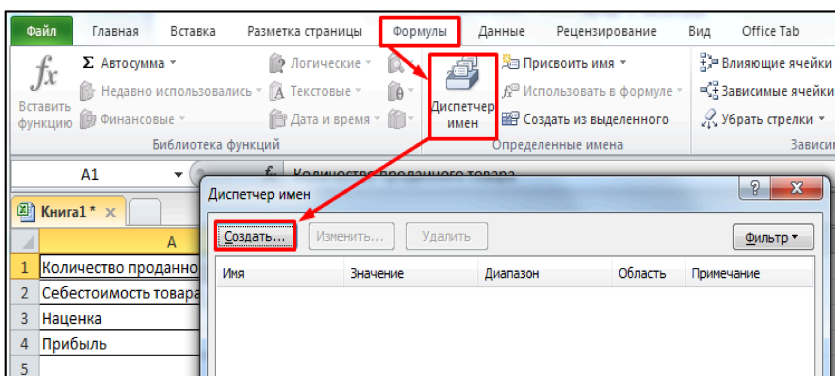 Файл Главная Вставка Разметка страницы Формулы Данные Рецензирование Вид Office Tab
fx Σ Автосумма Логические Присвоить имя Влияющие ячейки
Недавно использовались Текстовые Использовать в формуле Зависимые ячейки
Вставить функцию Финансовые Дата и время Диспетчер имен Создать из выделенного Убрать стрелки
Библиотека функций Определенные имена
A1 Количество проданного товара
Диспетчер имен
Книга1 *
Создать... Изменить... Удалить Фильтр
A
Имя Значение Диапазон Область Примечание
1
2 Себестоимость товара
3 Наценка
4 Прибыль
5